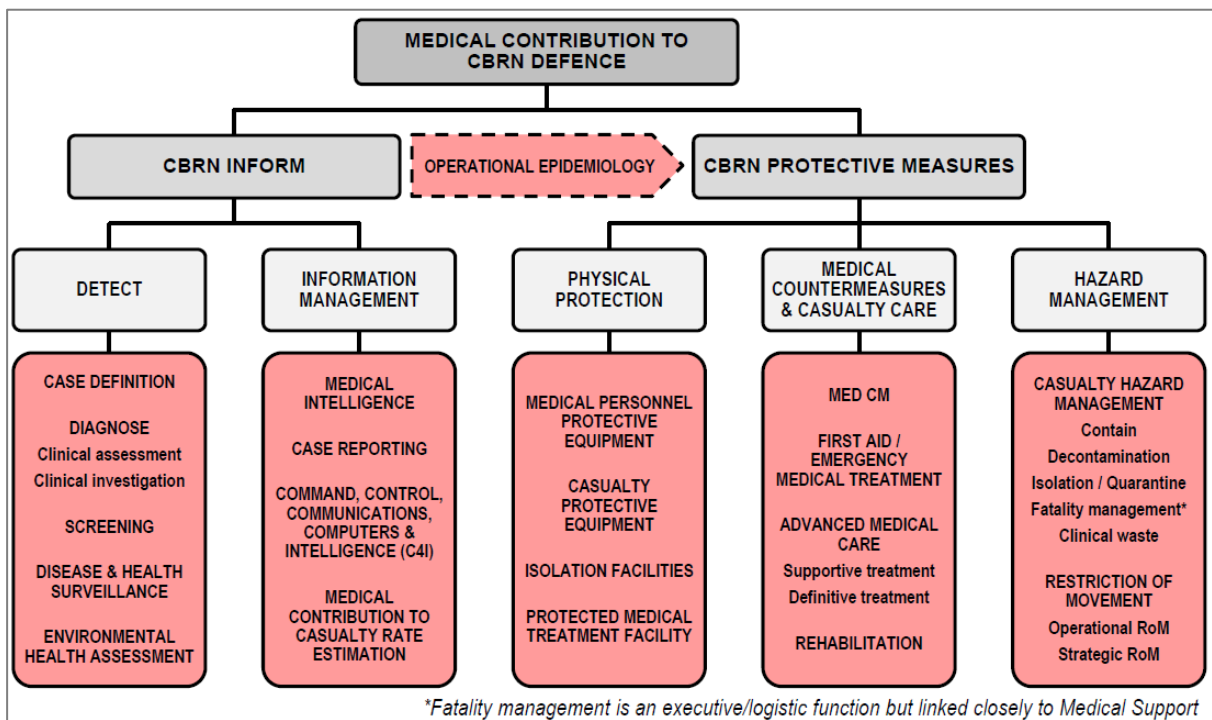 MEDICAL CONTRIBUTION TO
CBRN DEFENCE
CBRN INFORM
OPERATIONAL EPIDEMIOLOGY
CBRN PROTECTIVE MEASURES
DETECT
INFORMATION
MANAGEMENT
PHYSICAL
PROTECTION
MEDICAL
COUNTERMEASURES
& CASUALTY CARE
HAZARD
MANAGEMENT
CASE DEFINITION
DIAGNOSE
Clinical assessment
Clinical investigation
SCREENING
DISEASE & HEALTH
SURVEILLANCE
ENVIRONMENTAL
HEALTH ASSESSMENT
MEDICAL
INTELLIGENCE
CASE REPORTING
COMMAND, CONTROL,
COMMUNICATIONS,
COMPUTERS &
INTELLIGENCE (C4I)
MEDICAL
CONTRIBUTION TO
CASUALTY RATE
ESTIMATION
MEDICAL PERSONNEL
PROTECTIVE
EQUIPMENT
CASUALTY
PROTECTIVE
EQUIPMENT
ISOLATION FACILITIES
PROTECTED MEDICAL
TREATMENT FACILITY
MED CM
FIRST AID /
EMERGENCY
MEDICAL TREATMENT
ADVANCED MEDICAL
CARE
Supportive treatment
Definitive treatment
REHABILITATION
CASUALTY HAZARD
MANAGEMENT
Contain
Decontamination
Isolation / Quarantine
Fatality management*
Clinical waste
RESTRICTION OF
MOVEMENT
Operational RoM
Strategic RoM
*Fatality management is an executive/logistic function but linked closely to Medical Support